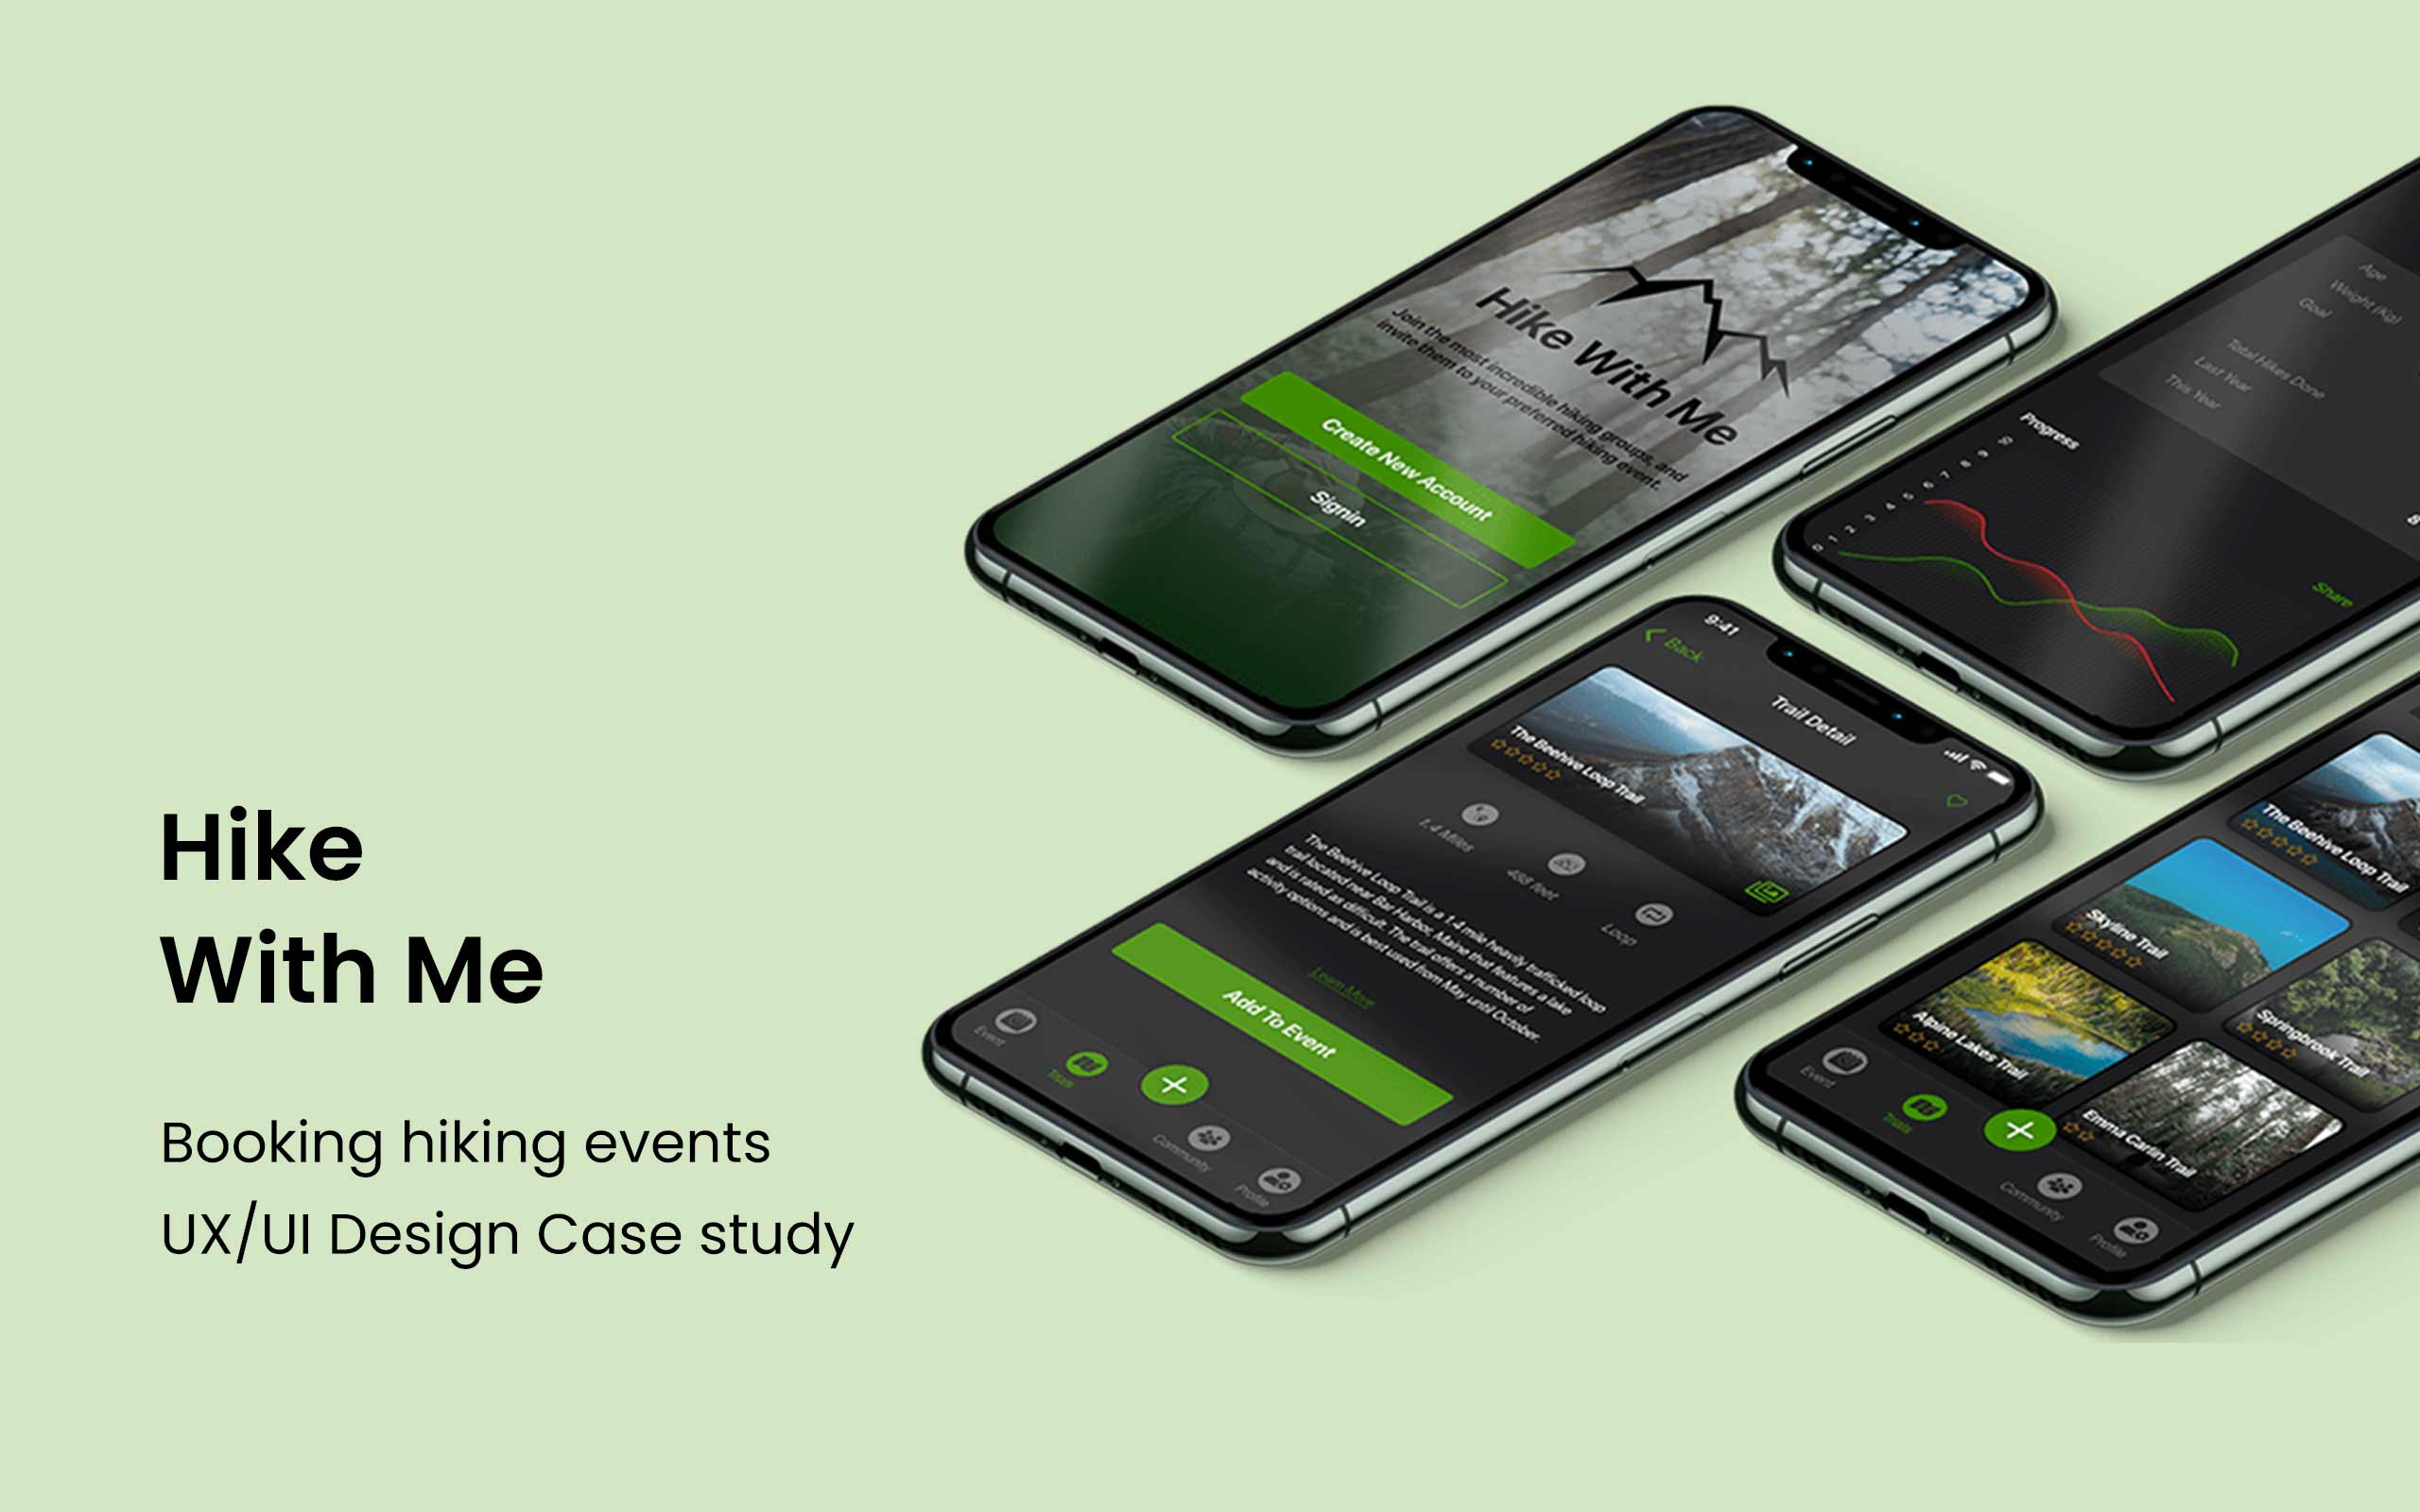 Hike
With Me
Booking hiking events
UX/UI Design Case study
Hike With Me
Join the most incredible hiking groups, and
invite them to your preferred hiking event.
Create New Account
Signin
Age
Weight (Kg)
Goal
Total Hikes Done
Last Year
This Year
Progress
0 1 2 3 4 5 6 7 8 9 10
8
Share
9:41
Back
Trail Detail
The Beehive Loop Trail
1.4 Miles
488 feet
Loop
The Beehive Loop Trail is a 1.4 mile heavily trafficked loop
trail located near Bar Harbor, Maine that features a lake
and is rated as difficult. The trail offers a number of
activity options and is best used from May until October.
Learn More
Add To Event
Event
Trails
Community
Profile
The Beehive Loop Trail
Skyline Trail
Springbrook Trail
Alpine Lakes Trail
Emma Carlin Trail
Event
Trails
Community
Profile